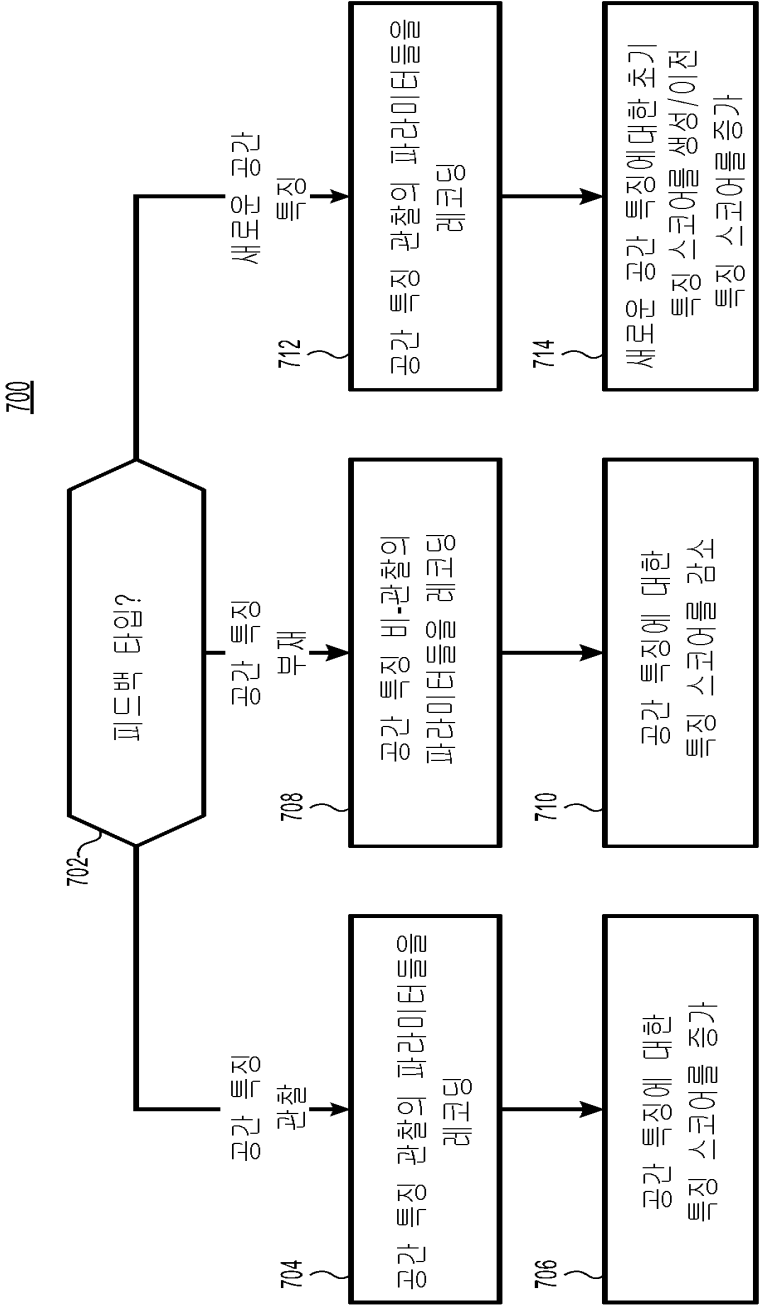 700
702
피드백 타입?
공간 특징
관찰
공간 특징
부재
새로운 공간
특징
704
공간 특징 관찰의 파라미터들을
레코딩
708
공간 특징 비-관찰의
파라미터들을 레코딩
712
공간 특징 관찰의 파라미터들을
레코딩
706
공간 특징에 대한
특징 스코어를 증가
710
공간 특징에 대한
특징 스코어를 감소
714
새로운 공간 특징에대한 초기
특징 스코어를 생성/이전
특징 스코어를 증가